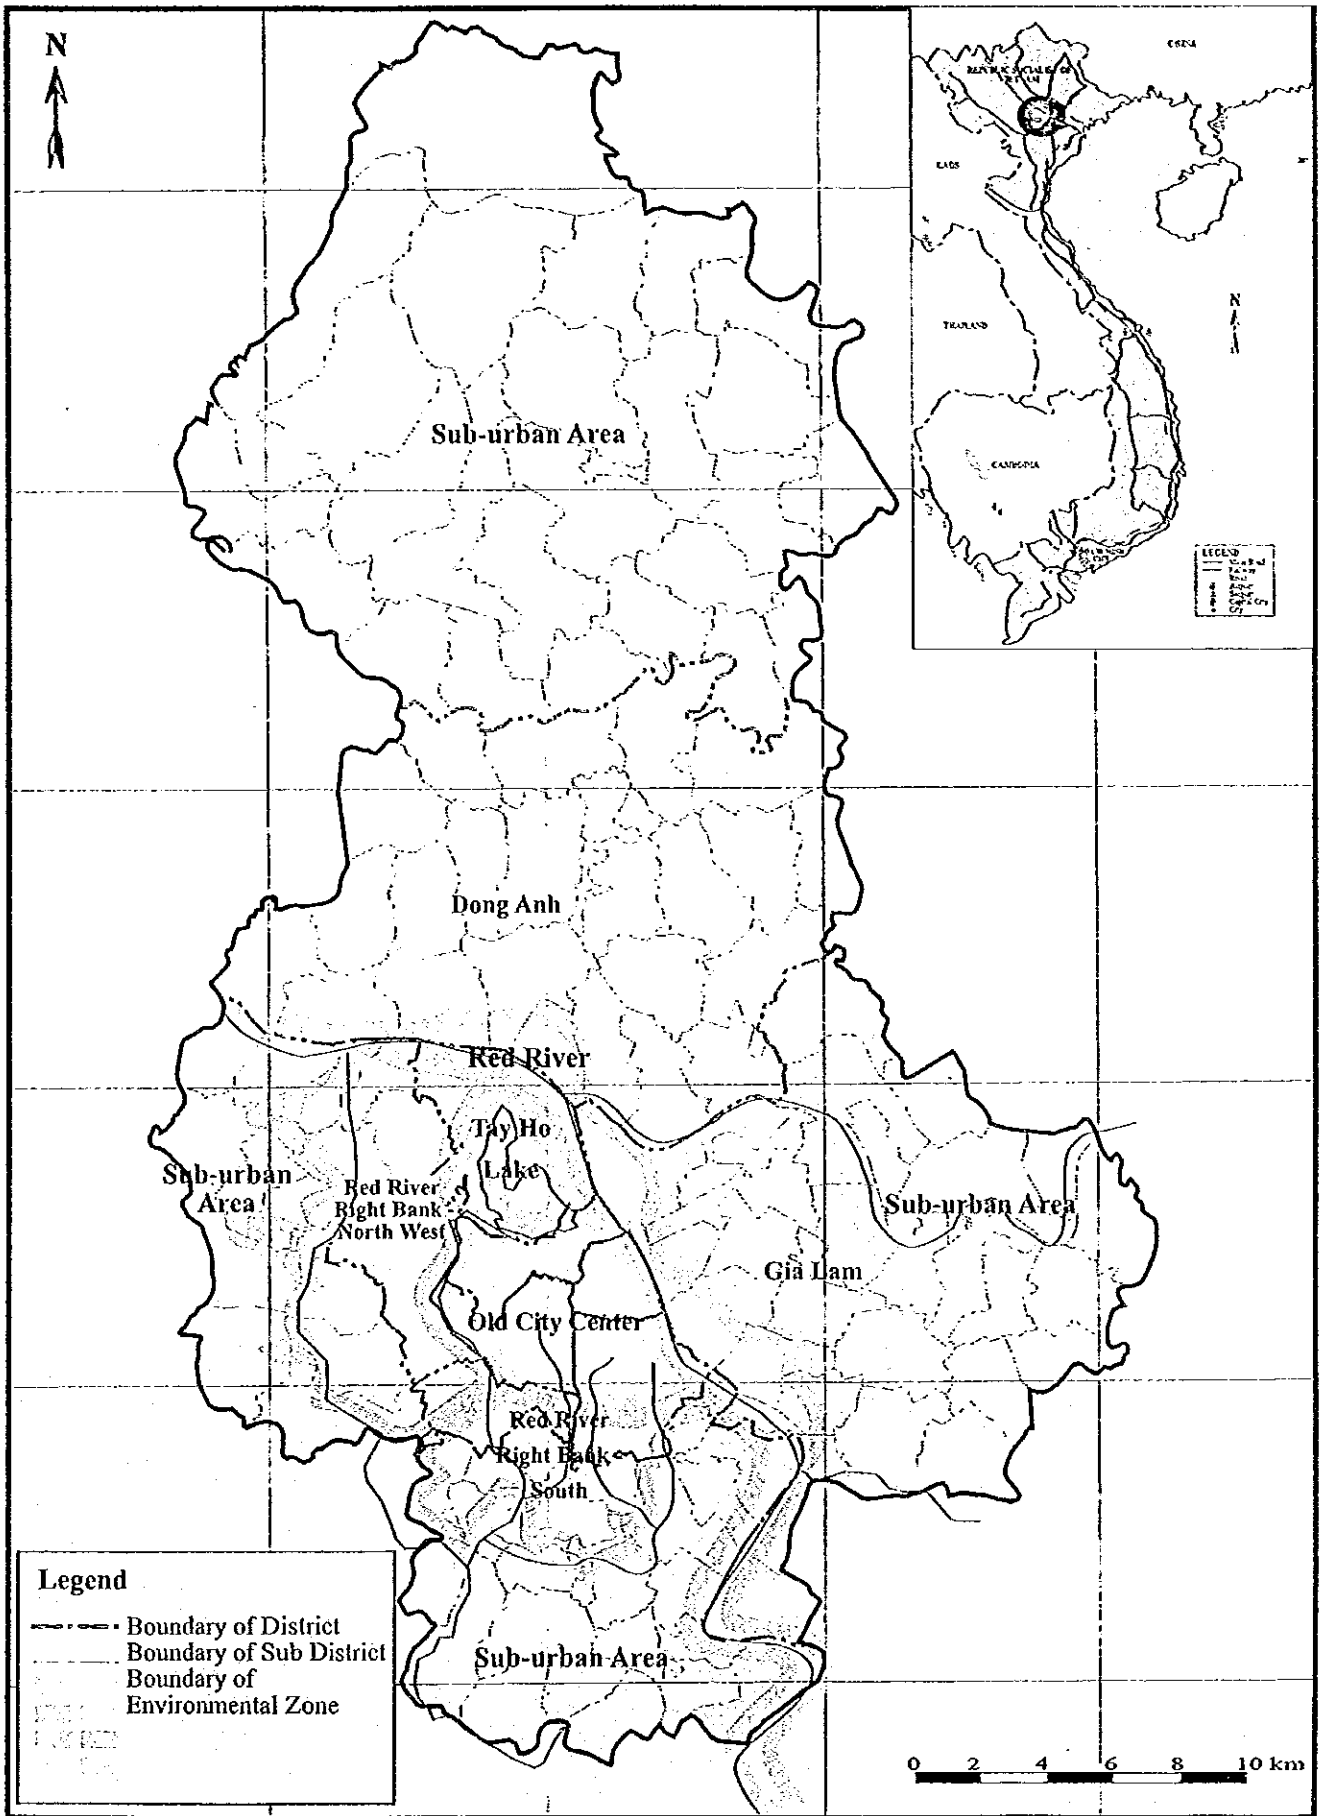 N
CHINA
LAOS
THAILAND
CAMBODIA
N
LEGEND
Sub-urban Area
Dong Anh
Red River
Tay Ho
Lake
Sub-urban
Area
Red River
Right Bank
North West
Sub-urban Area
Gia Lam
Old City Center
Red River
Right Bank
South
Sub-urban Area
Legend
Boundary of District
Boundary of Sub District
Boundary of
Environmental Zone
0 2 4 6 8 10 km